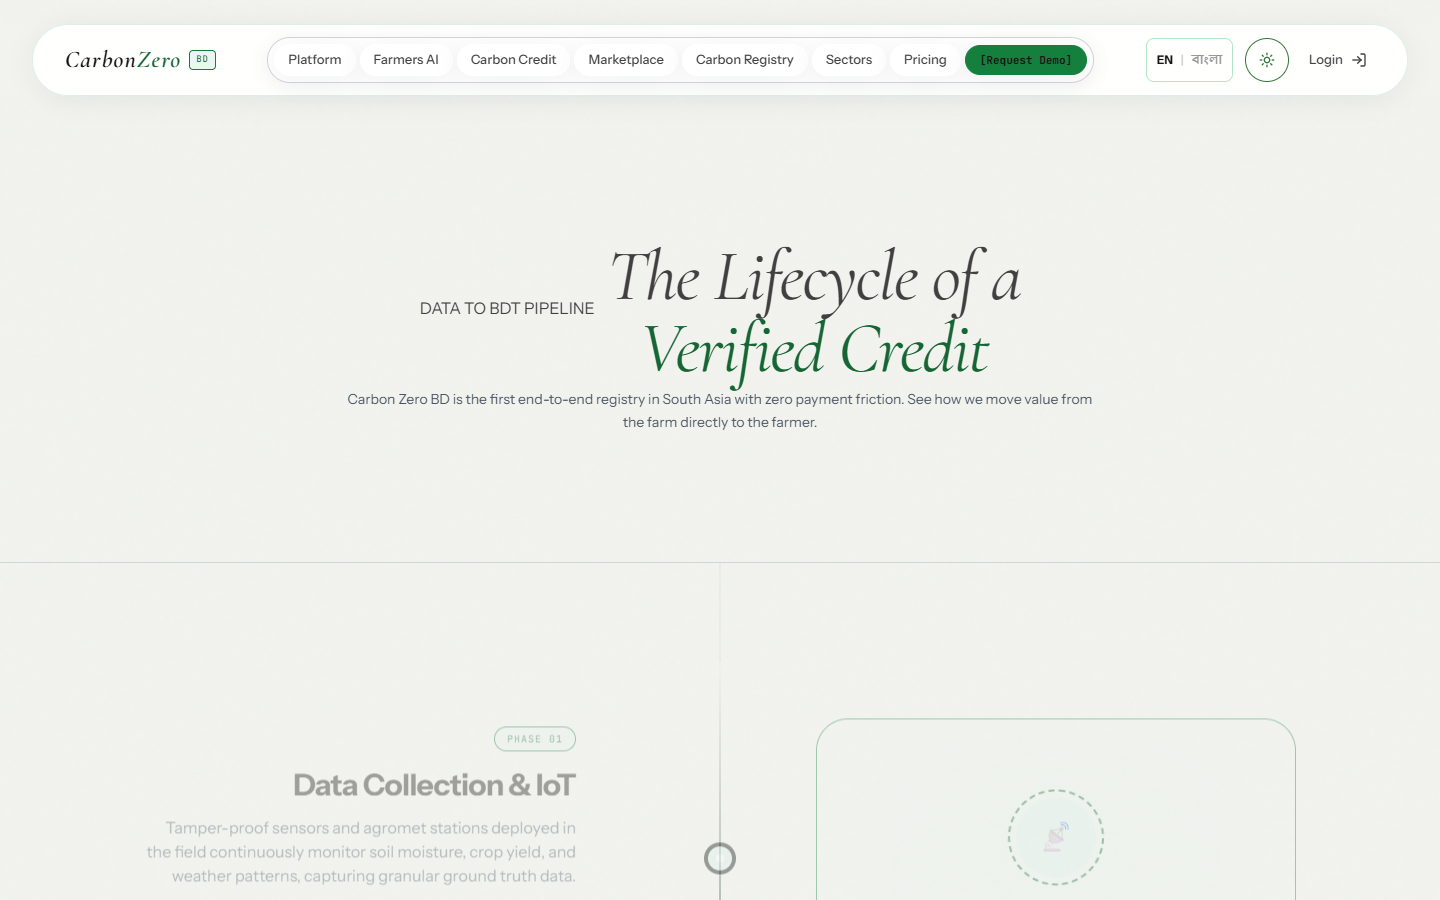 CarbonZero BD
Platform
Farmers AI
Carbon Credit
Marketplace
Carbon Registry
Sectors
Pricing
[Request Demo]
EN | বাংলা
Login
DATA TO BDT PIPELINE
The Lifecycle of a
Verified Credit
Carbon Zero BD is the first end-to-end registry in South Asia with zero payment friction. See how we move value from
the farm directly to the farmer.
PHASE 01
Data Collection & IoT
Tamper-proof sensors and agromet stations deployed in
the field continuously monitor soil moisture, crop yield, and
weather patterns, capturing granular ground truth data.